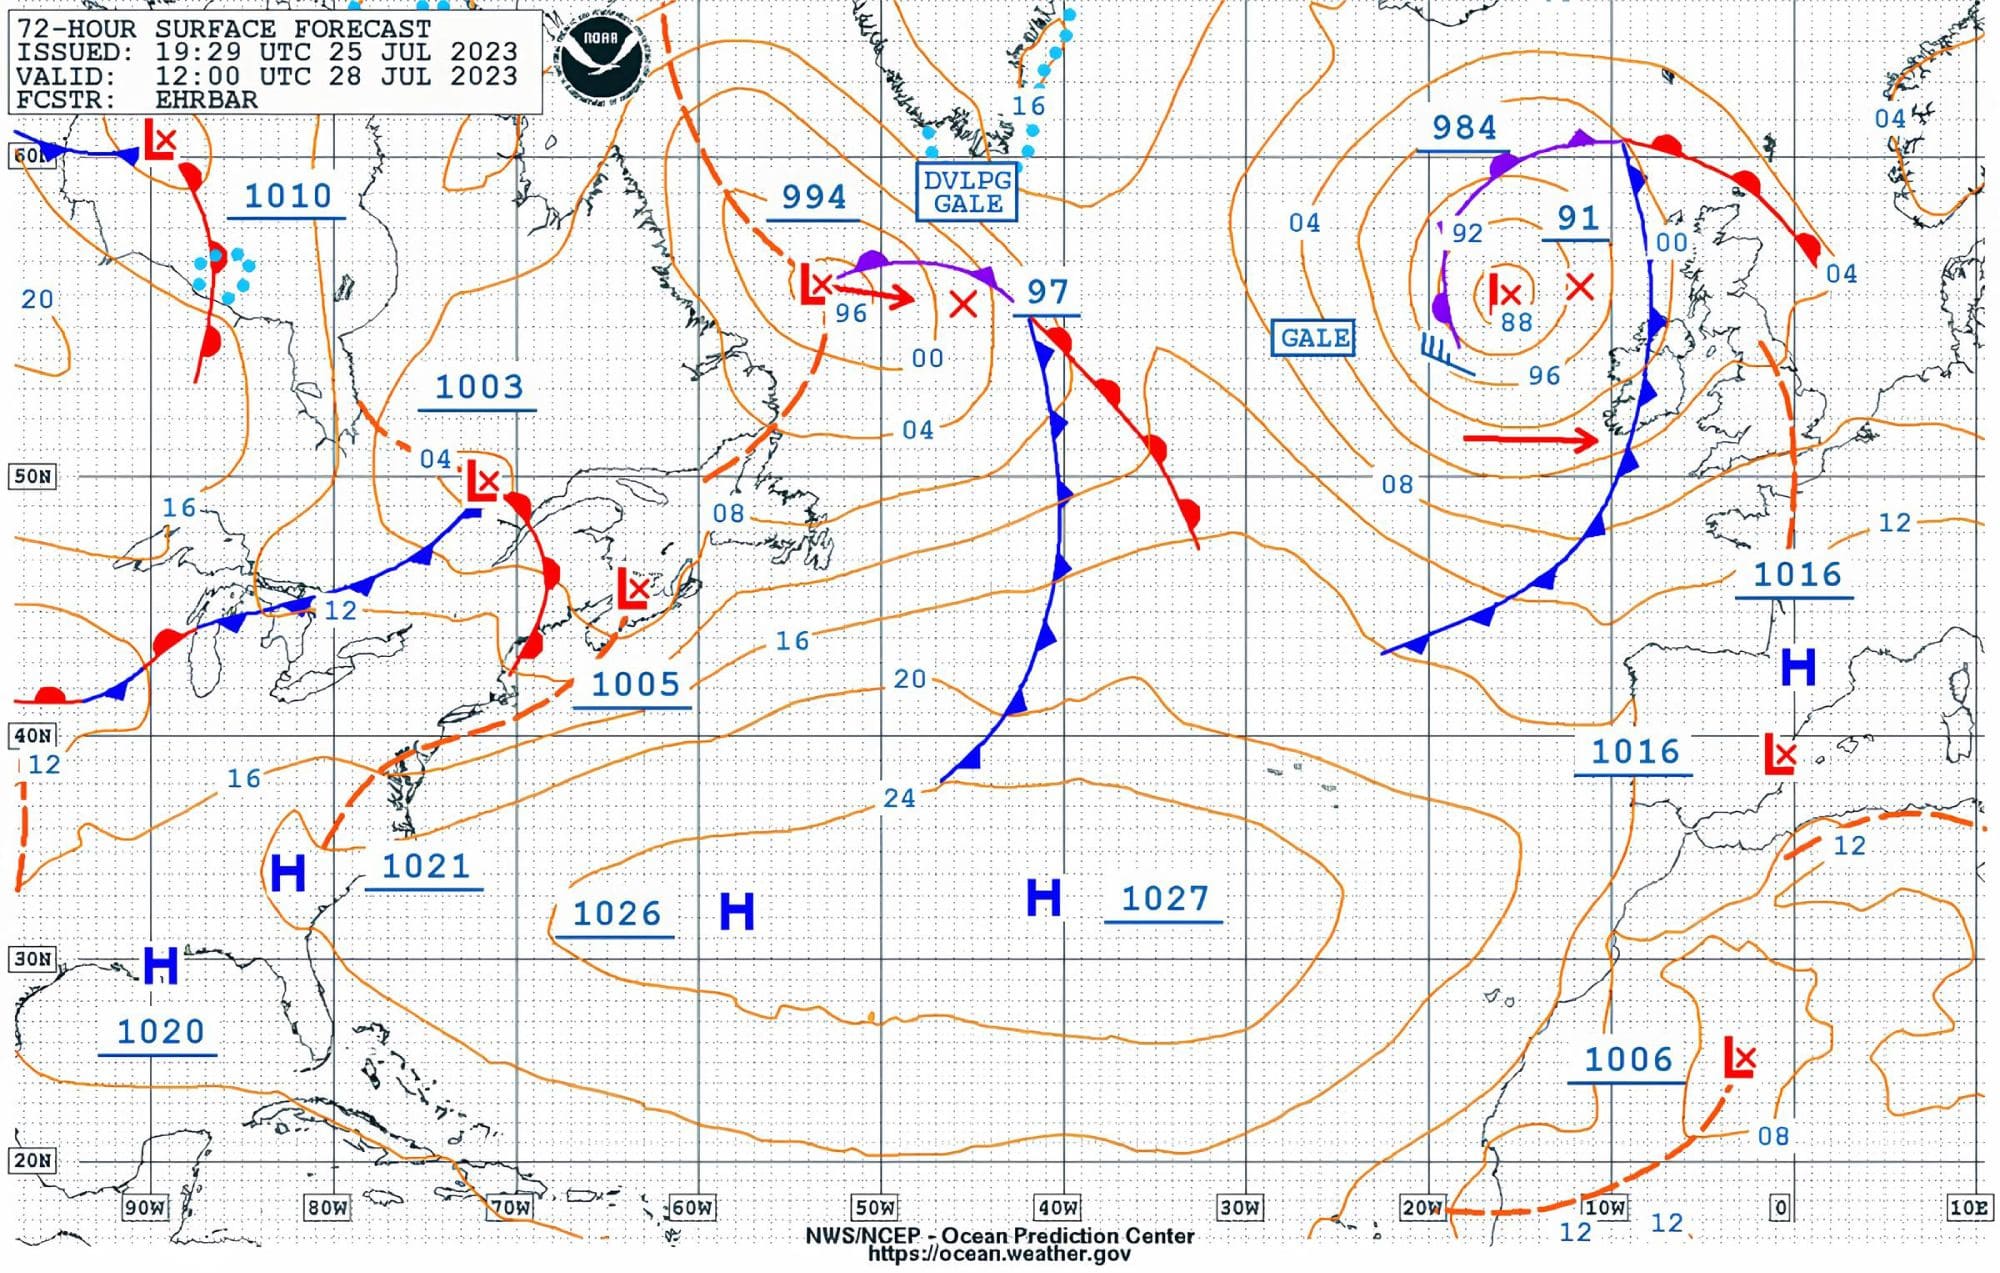 72-HOUR SURFACE FORECAST
ISSUED: 19:29 UTC 25 JUL 2023
VALID: 12:00 UTC 28 JUL 2023
FCSTR: EHRBAR
NOAA
16
04
984
60N
L
1010
994
DVLPG
GALE
04
92
91
00
04
20
L
96
97
L
88
GALE
00
96
1003
04
04
50N
L
08
16
08
12
12
L
1016
16
H
1005
20
40N
1016
L
12
16
24
12
H
1021
1026
H
H
1027
30N
H
1020
1006
L
08
20N
90W
80W
70W
60W
50W
40W
30W
20W
10W
0
10E
12
12
NWS/NCEP - Ocean Prediction Center
https://ocean.weather.gov